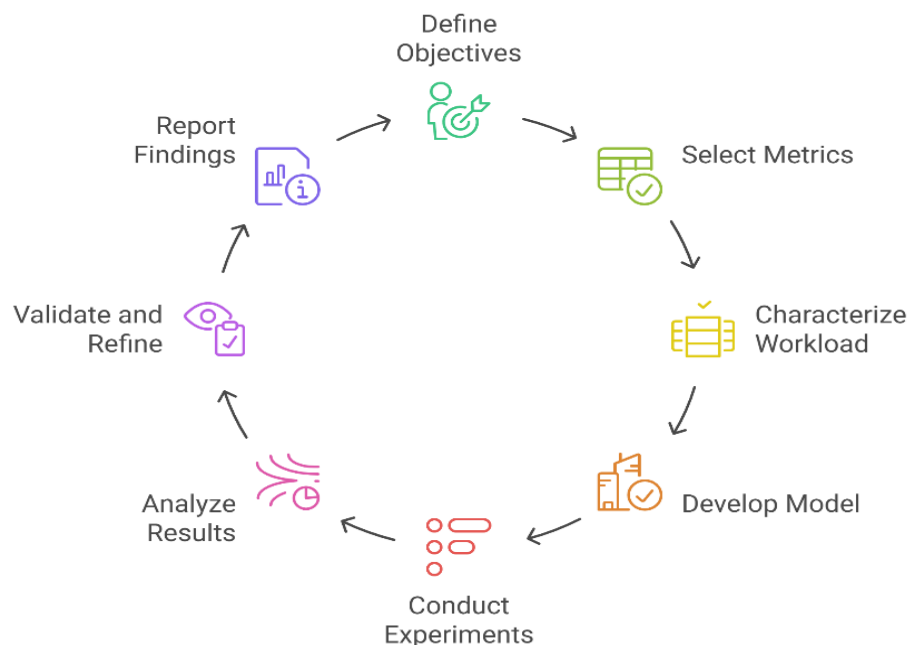 Define
Objectives
Select Metrics
Characterize
Workload
Develop Model
Conduct
Experiments
Analyze
Results
Validate and
Refine
Report
Findings